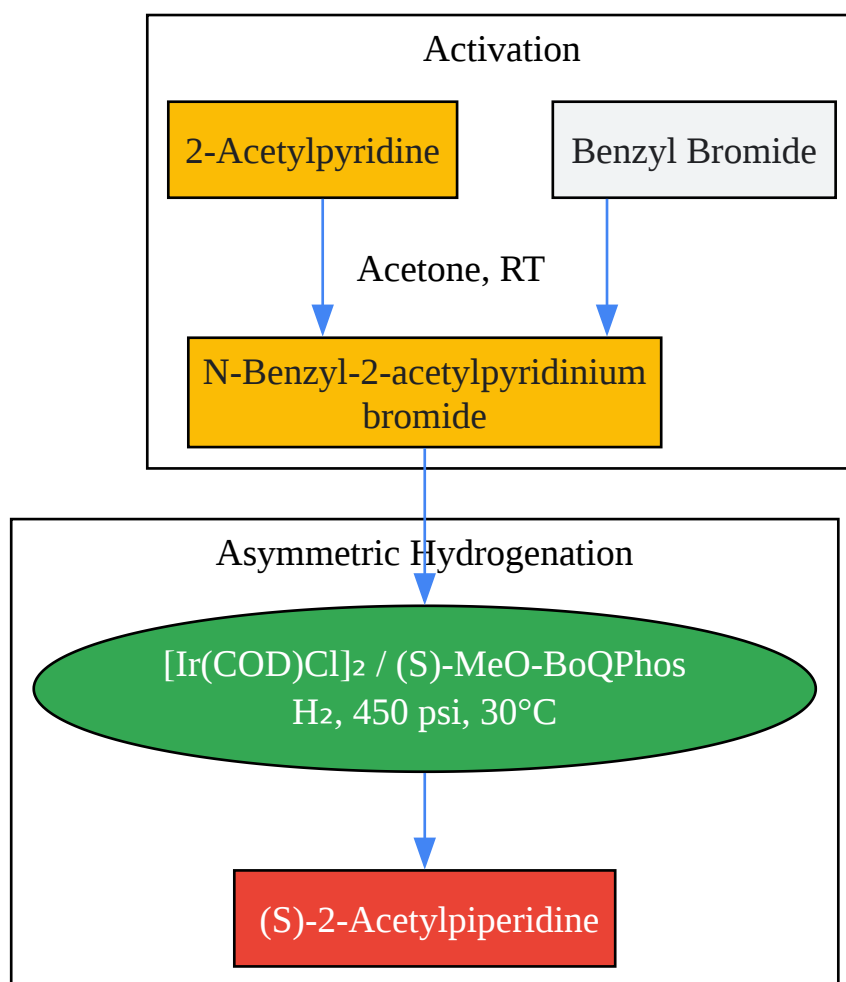 Activation
2-Acetylpyridine
Benzyl Bromide
Acetone, RT
N-Benzyl-2-acetylpyridinium
bromide
Asymmetric Hydrogenation
[Ir(COD)Cl]₂ / (S)-MeO-BoQPhos
H₂, 450 psi, 30°C
(S)-2-Acetylpiperidine